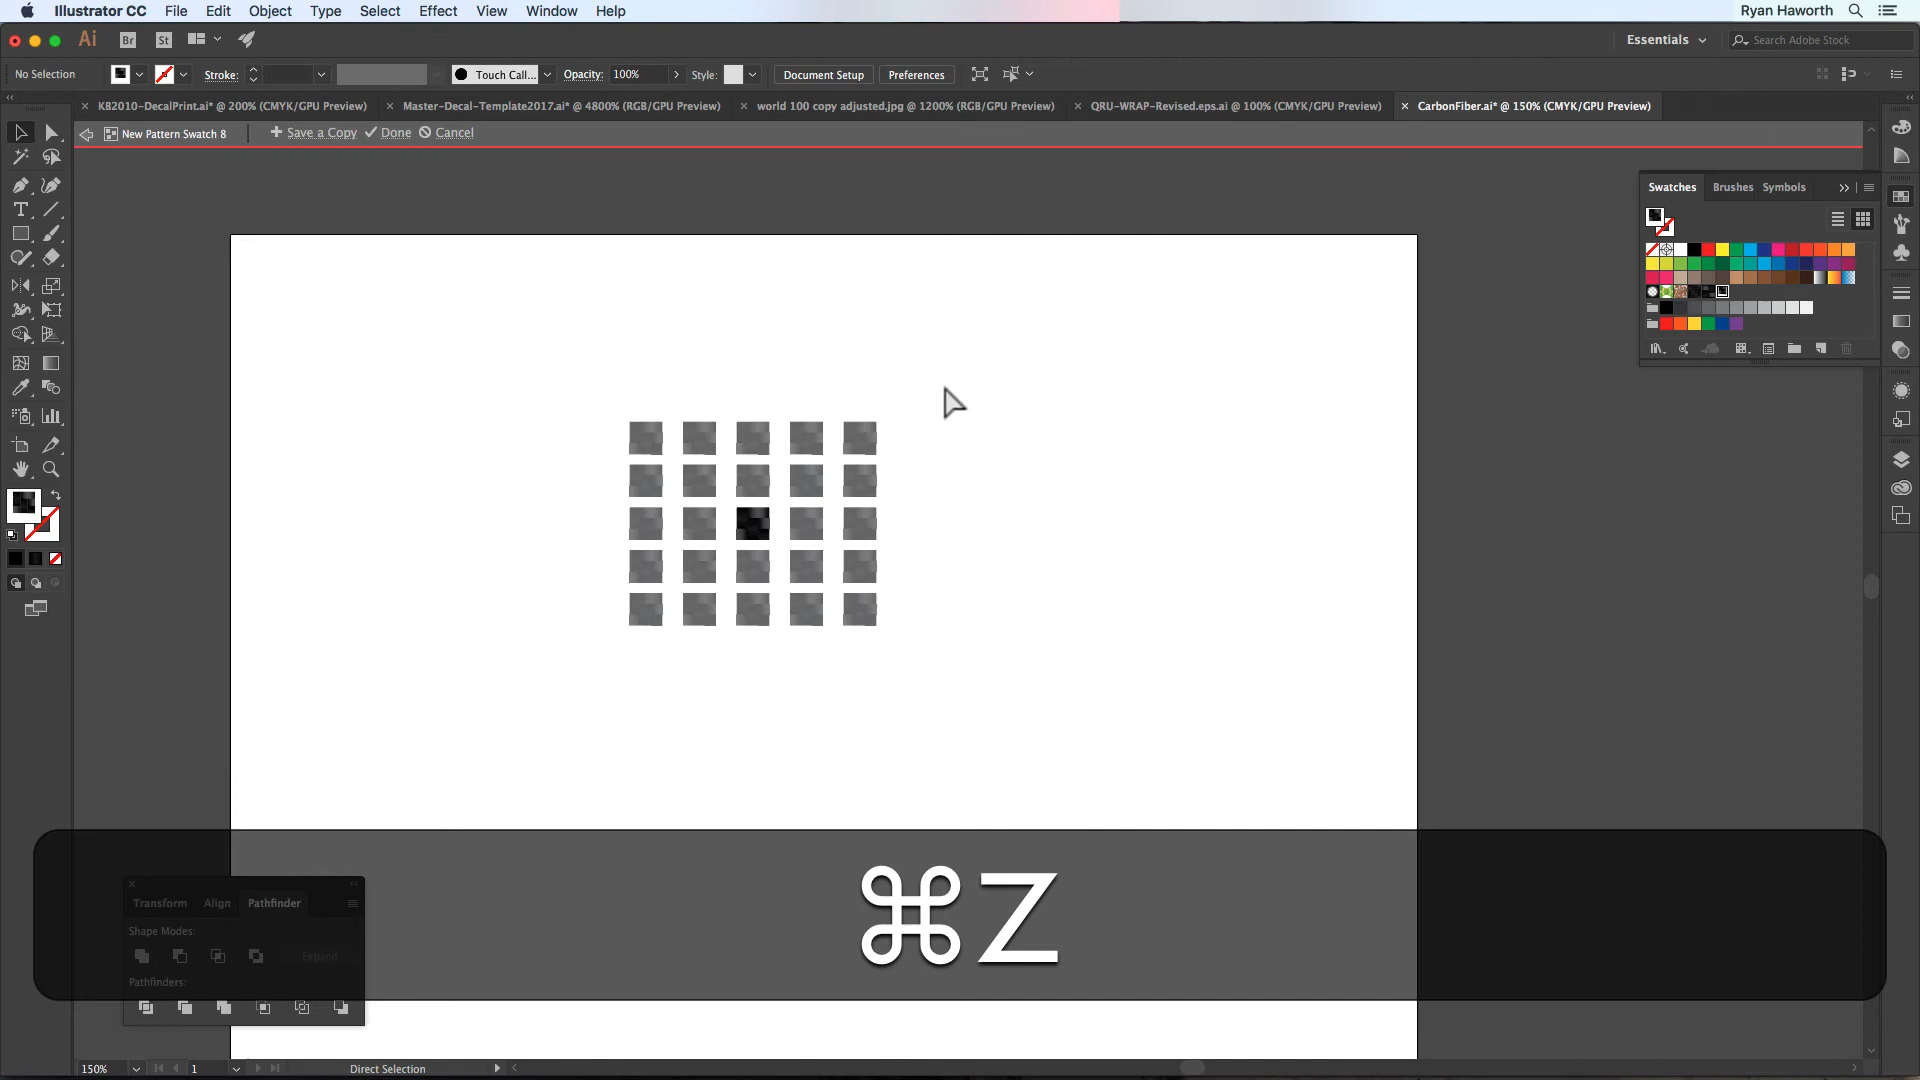 Illustrator CC File Edit Object Type Select Effect View Window Help Ryan Haworth
Ai Br St Essentials Search Adobe Stock
No Selection Stroke: Touch Call... Opacity: 100% Style: Document Setup Preferences
KB2010-DecalPrint.ai* @ 200% (CMYK/GPU Preview) Master-Decal-Template2017.ai* @ 4800% (RGB/GPU Preview) world 100 copy adjusted.jpg @ 1200% (RGB/GPU Preview) QRU-WRAP-Revised.eps.ai @ 100% (CMYK/GPU Preview) CarbonFiber.ai* @ 150% (CMYK/GPU Preview)
New Pattern Swatch 8 Save a Copy Done Cancel
Swatches Brushes Symbols
⌘Z
Transform Align Pathfinder
Shape Modes:
Expand
Pathfinders:
150% 1 Direct Selection